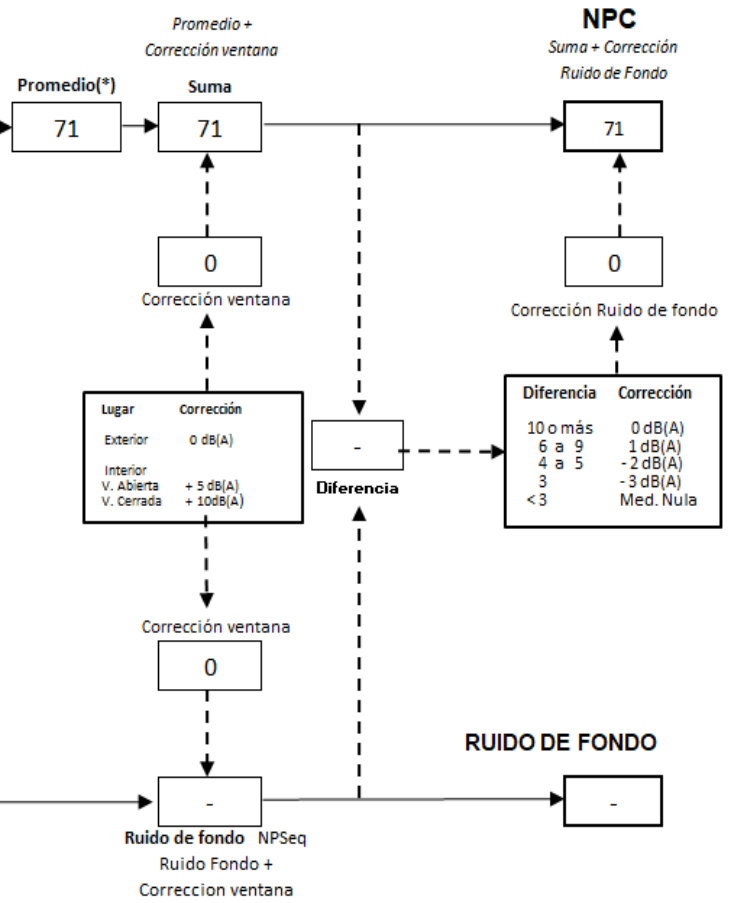 Promedio +
Corrección ventana
NPC
Suma + Corrección
Ruido de Fondo
Promedio(*)
Suma
71
71
71
0
Corrección ventana
0
Corrección Ruido de fondo
Lugar Corrección
Exterior 0 dB(A)
Interior
V. Abierta + 5 dB(A)
V. Cerrada + 10dB(A)
-
Diferencia
Diferencia Corrección
10 o más 0 dB(A)
6 a 9 1 dB(A)
4 a 5 - 2 dB(A)
3 - 3 dB(A)
< 3 Med. Nula
Corrección ventana
0
RUIDO DE FONDO
-
-
Ruido de fondo NPSeq
Ruido Fondo +
Correccion ventana